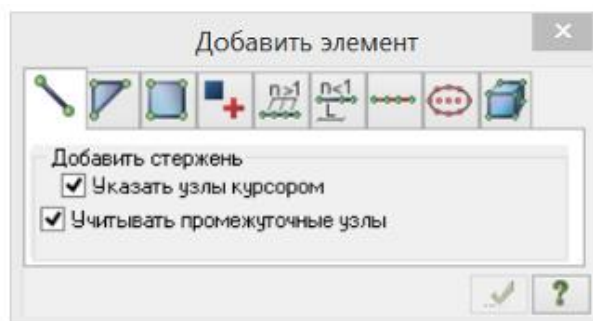 Добавить элемент
n>1
n<1
L
Добавить стержень
Указать узлы курсором
Учитывать промежуточные узлы
?